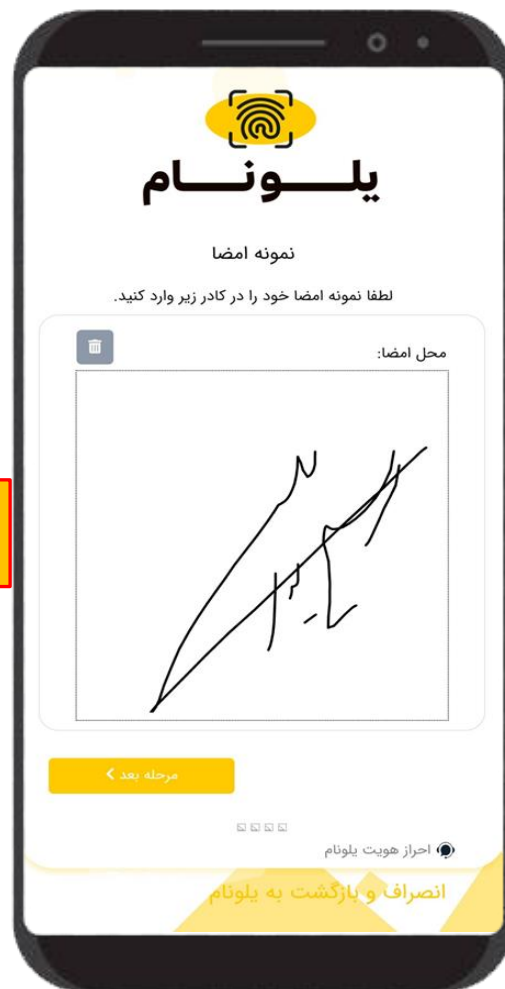 یلونام
نمونه امضا
لطفا نمونه امضا خود را در کادر زیر وارد کنید.
محل امضا:
مرحله بعد
احراز هویت یلونام
انصراف و بازگشت به یلونام